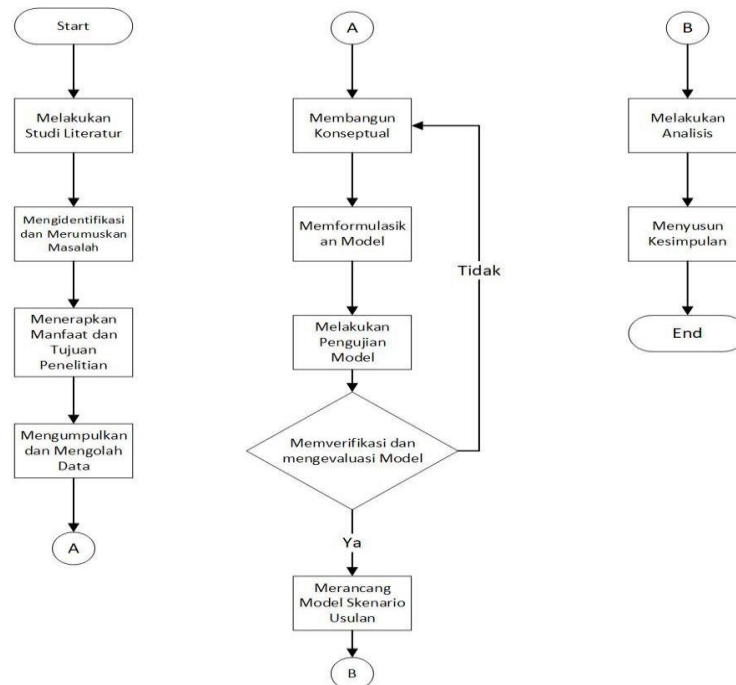 Start
Melakukan
Studi Literatur
Mengidentifikasi
dan Merumuskan
Masalah
Menerapkan
Manfaat dan
Tujuan
Penelitian
Mengumpulkan
dan Mengolah
Data
A
A
Membangun
Konseptual
Memformulasik
an Model
Melakukan
Pengujian
Model
Memverifikasi dan
mengevaluasi Model
Tidak
Ya
Merancang
Model Skenario
Usulan
B
B
Melakukan
Analisis
Menyusun
Kesimpulan
End